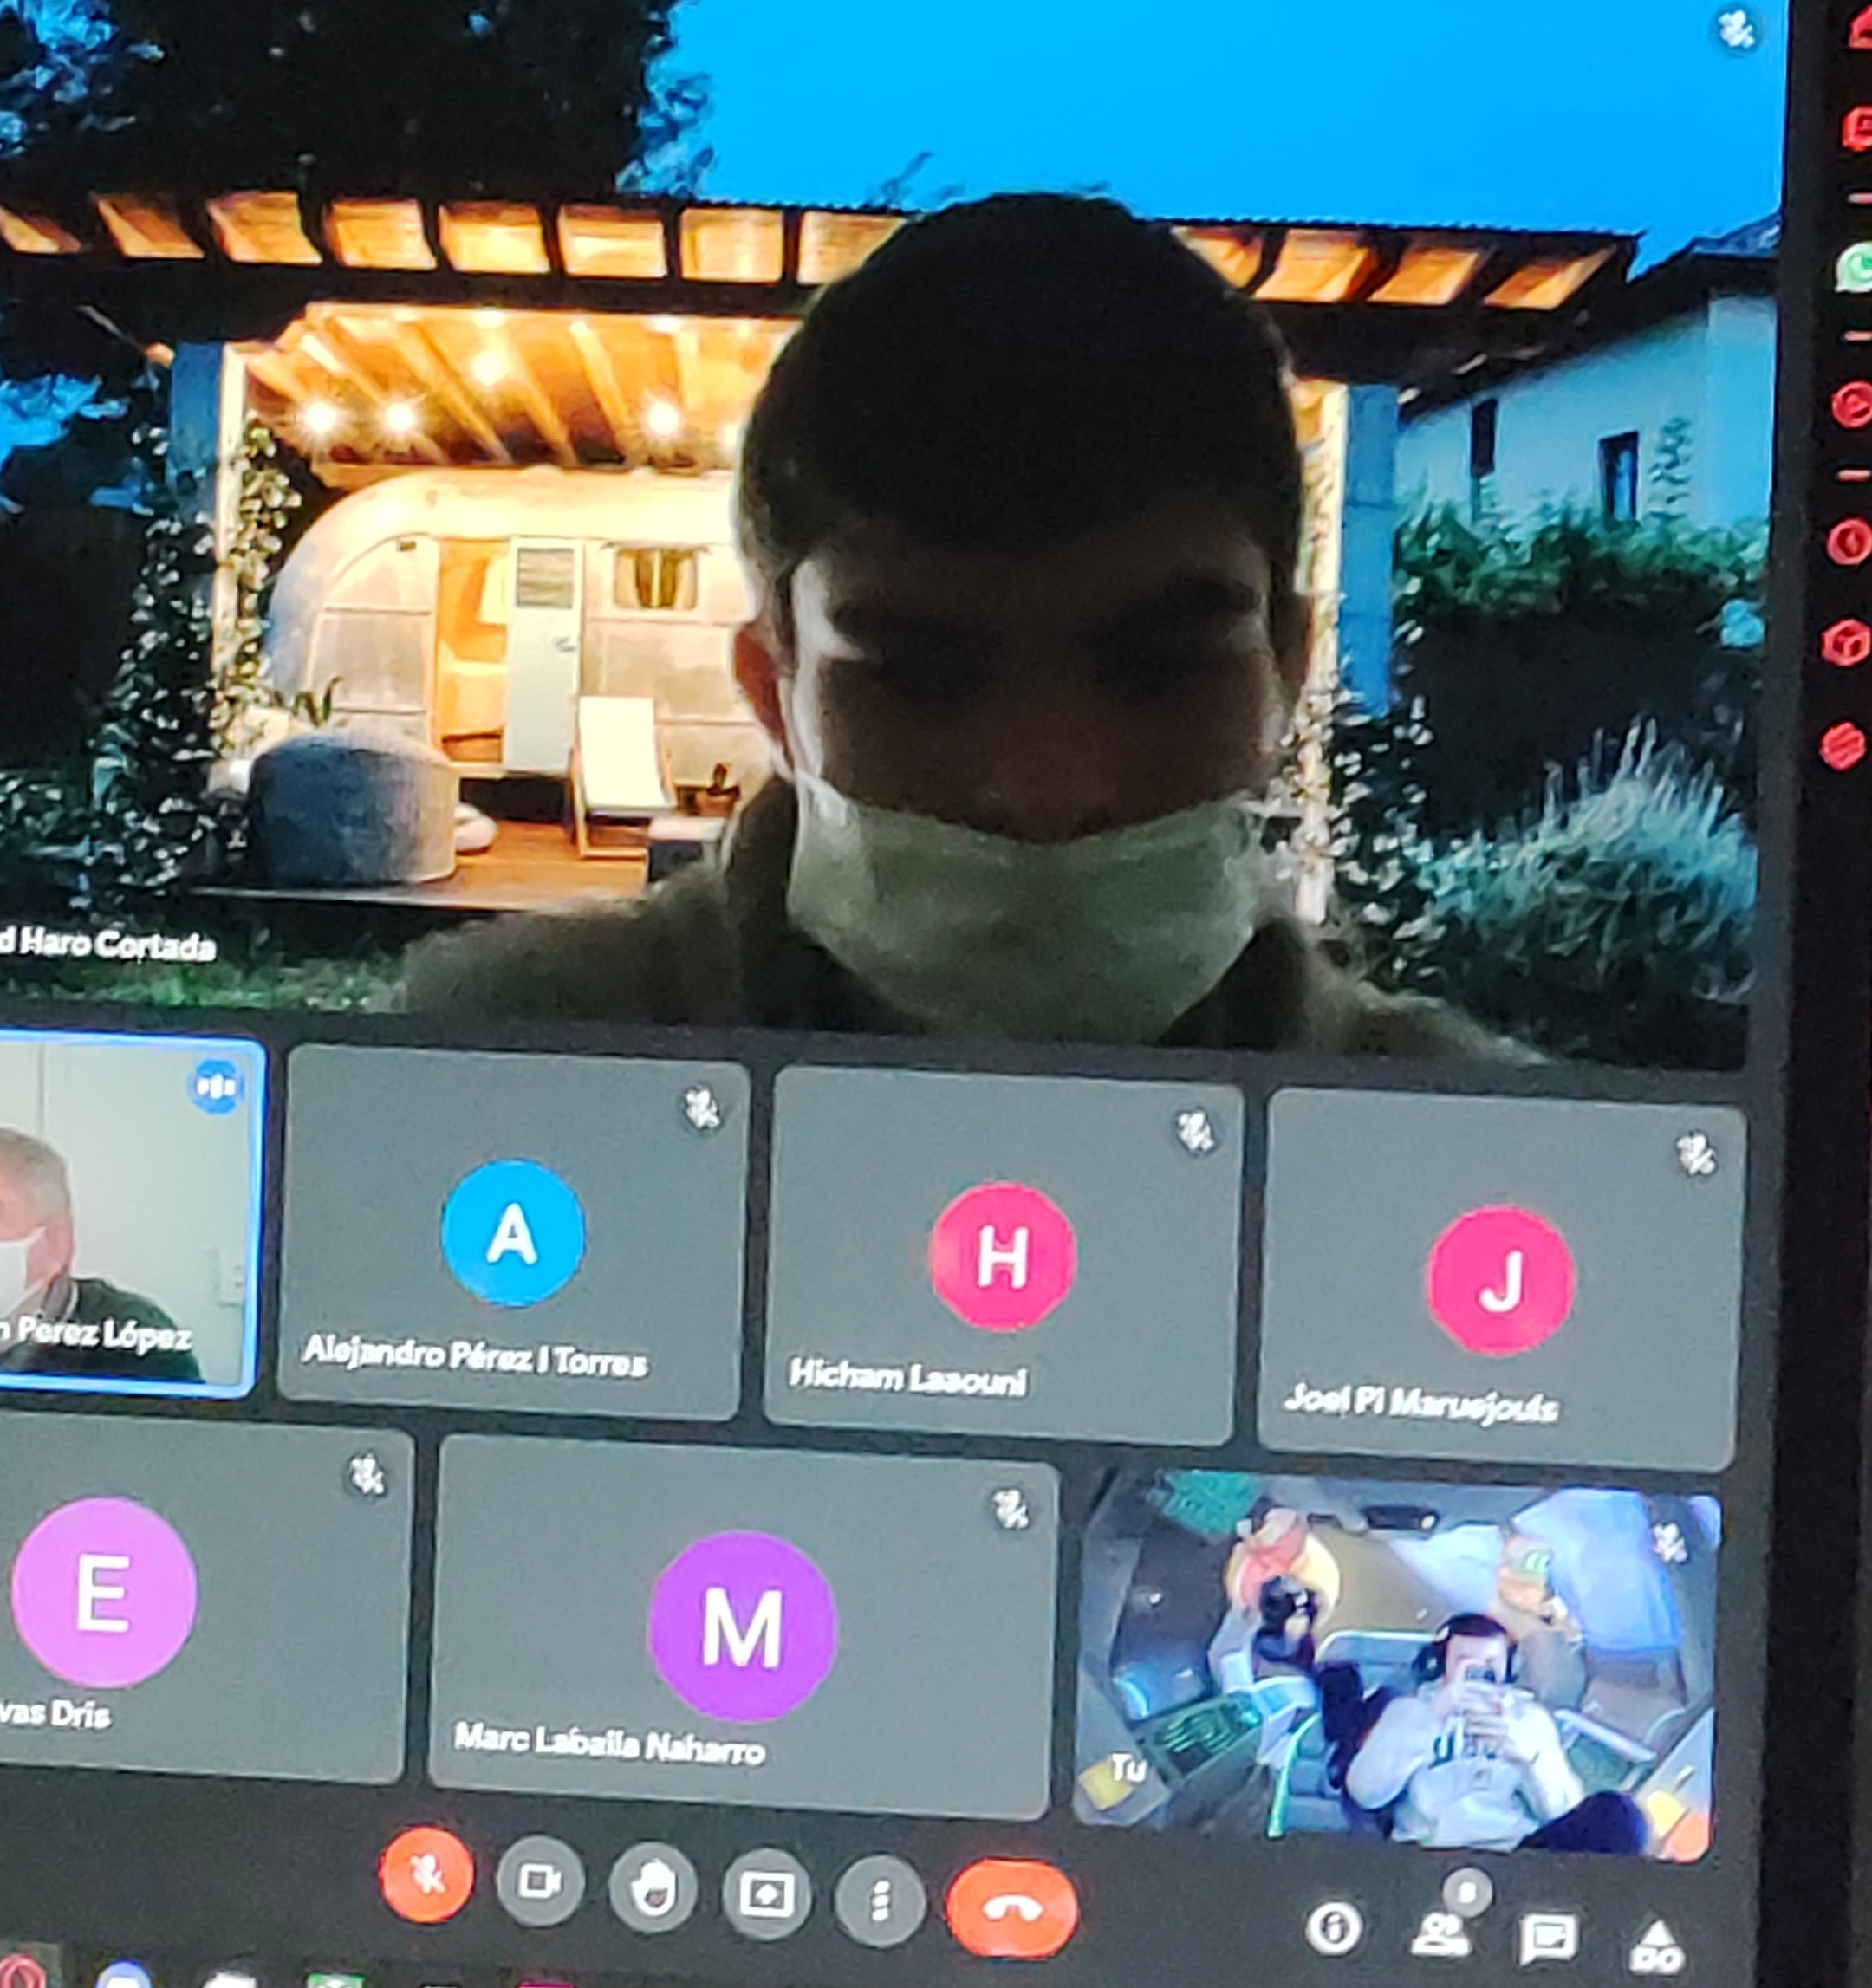 d Haro Cortada
n Perez López
A
Alejandro Pérez I Torres
H
Hicham Laaouni
J
Joel Pi Maruejouls
E
vas Dris
M
Marc Labaila Naharro
Tu